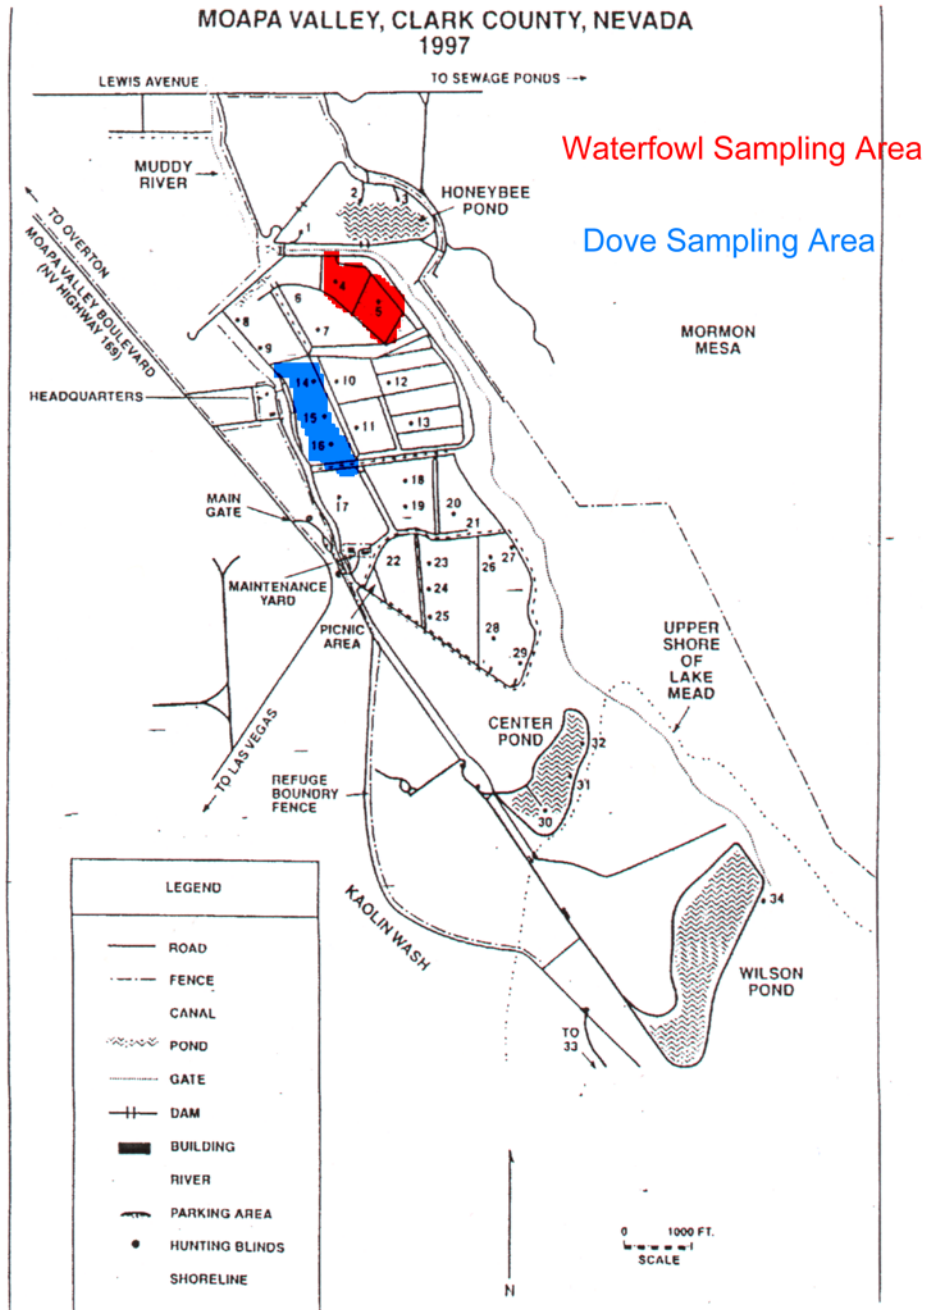 MOAPA VALLEY, CLARK COUNTY, NEVADA
1997
LEWIS AVENUE
TO SEWAGE PONDS
Waterfowl Sampling Area
MUDDY
RIVER
2
3
HONEYBEE
POND
1
Dove Sampling Area
TO OVERTON
MOAPA VALLEY BOULEVARD
(NV HIGHWAY 169)
4
5
6
7
8
9
MORMON
MESA
HEADQUARTERS
14
10
12
15
11
13
16
MAIN
GATE
17
18
19
20
21
22
23
24
25
26
27
28
29
MAINTENANCE
YARD
PICNIC
AREA
UPPER
SHORE
OF
LAKE
MEAD
CENTER
POND
32
31
30
TO LAS VEGAS
REFUGE
BOUNDRY
FENCE
KAOLIN WASH
34
WILSON
POND
TO
33
LEGEND
ROAD
FENCE
CANAL
POND
GATE
DAM
BUILDING
RIVER
PARKING AREA
HUNTING BLINDS
SHORELINE
N
0 1000 FT.
SCALE